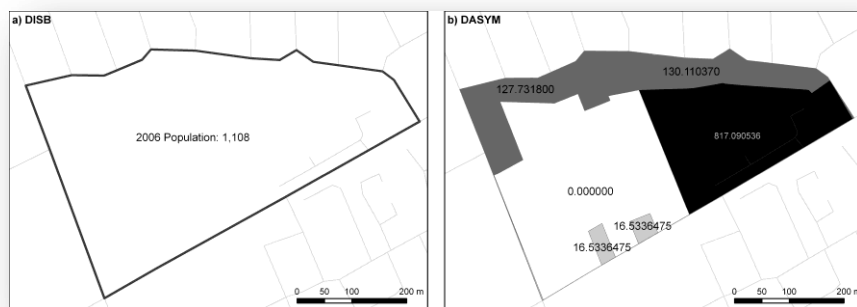 a) DISB
2006 Population: 1,108
0 50 100 200 m
b) DASYM
130.110370
127.731800
817.090536
0.000000
16.5336475
16.5336475
0 50 100 200 m